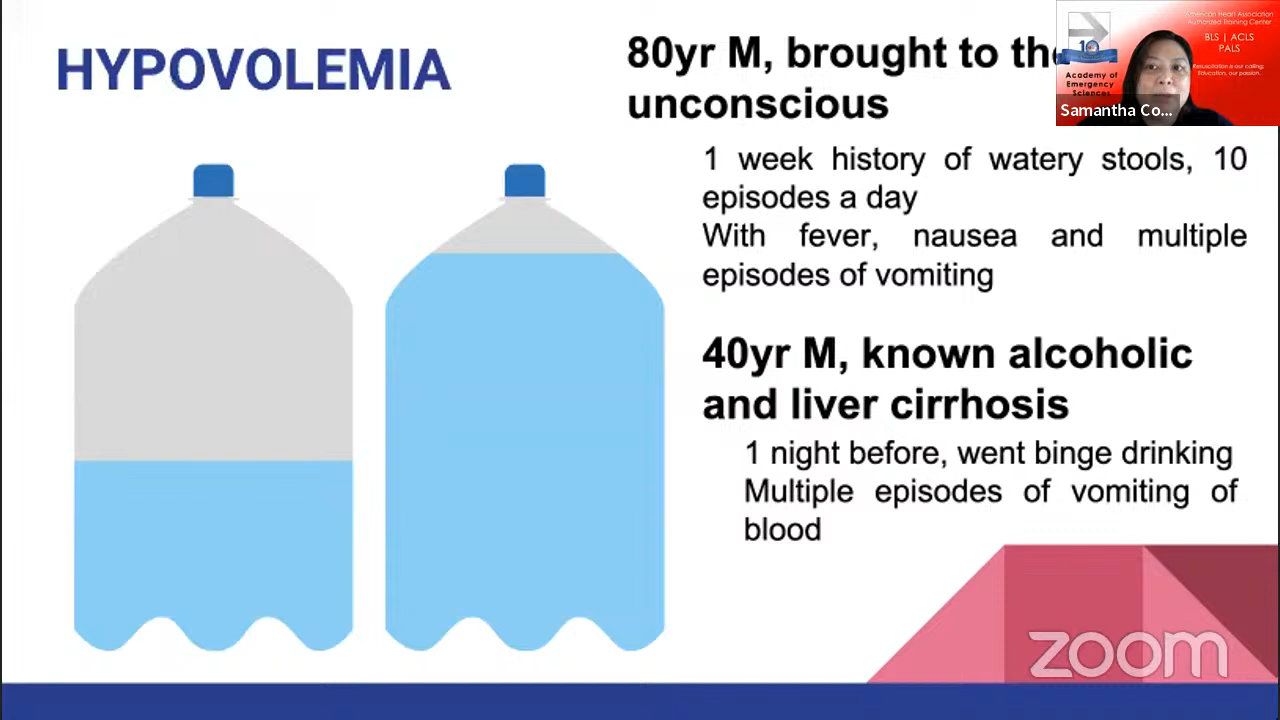 HYPOVOLEMIA
80yr M, brought to the
unconscious
1 week history of watery stools, 10
episodes a day
With fever, nausea and multiple
episodes of vomiting
40yr M, known alcoholic
and liver cirrhosis
1 night before, went binge drinking
Multiple episodes of vomiting of
blood
American Heart Association
Authorized Training Center
BLS | ACLS
PALS
Resuscitation is our calling;
Education, our passion.
10
Academy of
Emergency
Sciences
Samantha Co...
zoom